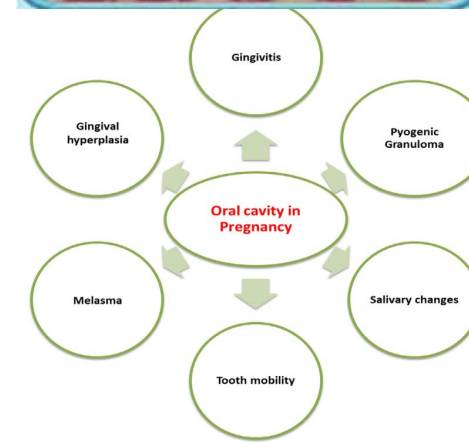 Gingivitis
Gingival
hyperplasia
Pyogenic
Granuloma
Oral cavity in
Pregnancy
Melasma
Salivary changes
Tooth mobility